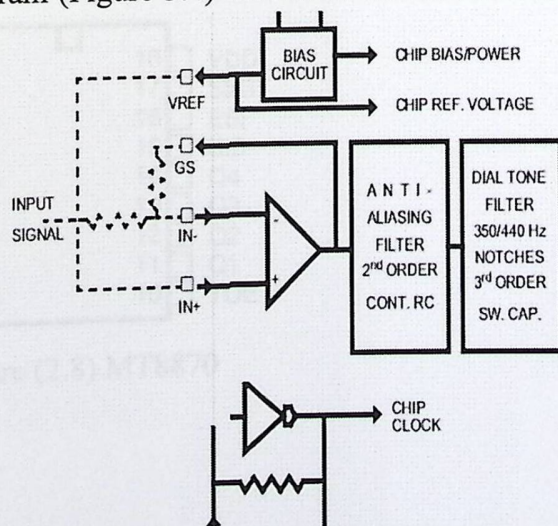 BIAS
CIRCUIT
CHIP BIAS/POWER
VREF
CHIP REF. VOLTAGE
GS
INPUT
SIGNAL
IN-
IN+
-
+
A N T I -
ALIASING
FILTER
2nd ORDER
CONT. RC
DIAL TONE
FILTER
350/440 Hz
NOTCHES
3rd ORDER
SW. CAP.
CHIP
CLOCK